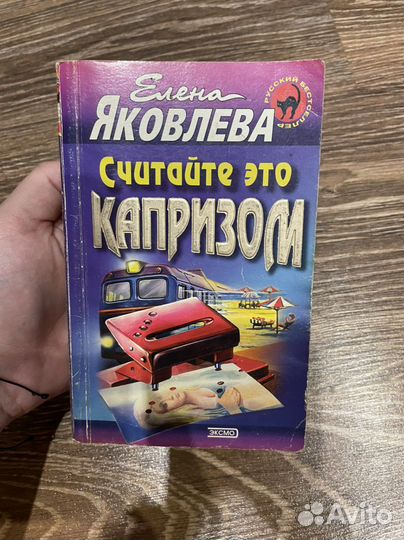 Елена
ЯКОВЛЕВА
РУССКИЙ БЕСТСЕЛЛЕР
СЧИТАЙТЕ ЭТО
КАПРИЗОМ
ЭКСМО
Avito